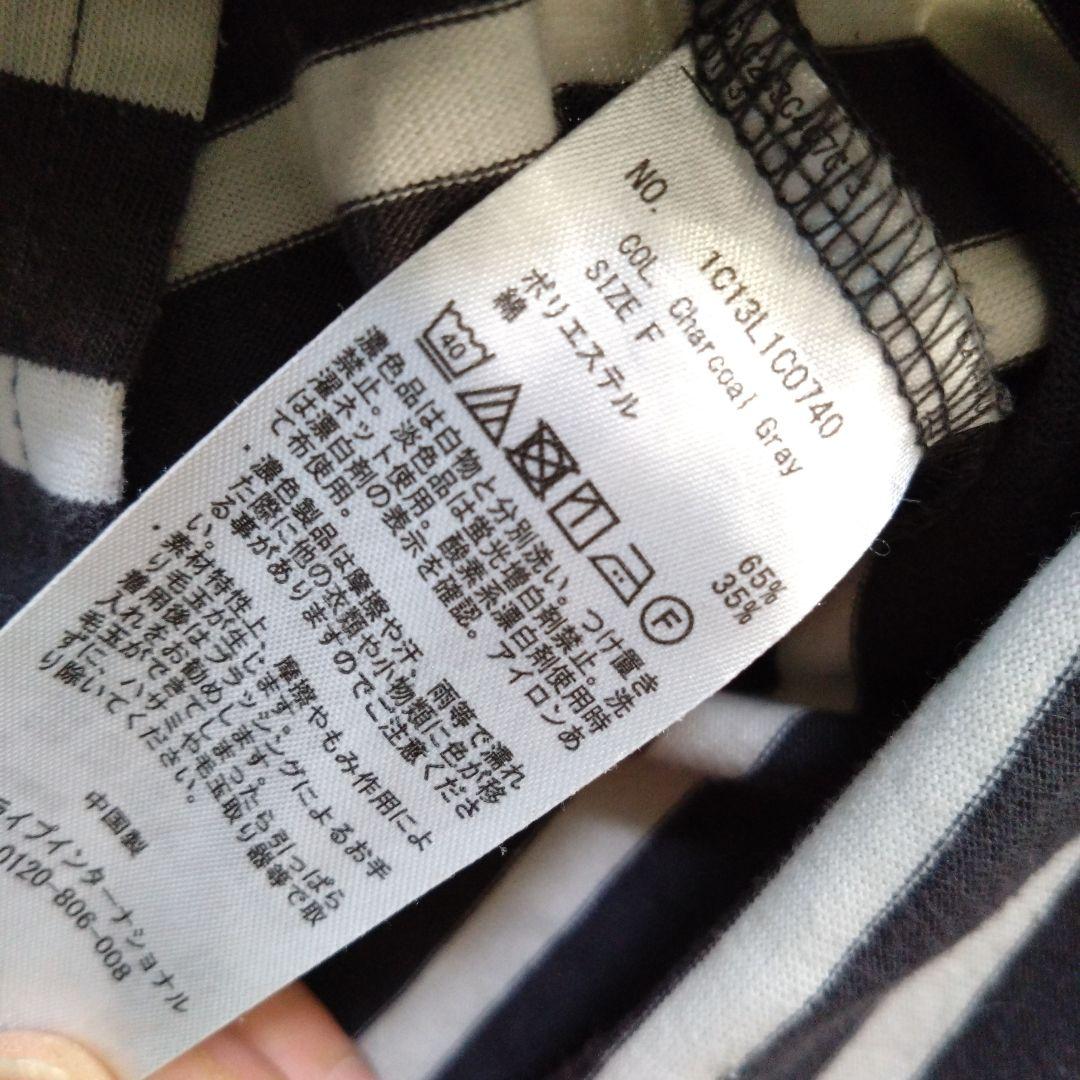 NO. 1C13L1C0740
COL Charcoal Gray
SIZE F
ポリエステル 65%
綿 35%
40
F
濃色品は白物と分別洗い。つけ置き
禁止。淡色品は蛍光増白剤禁止。洗
濯ネット使用。酸素系漂白剤使用時
は漂白剤の表示を確認。アイロンあ
て布使用。
.濃色製品は摩擦や汗、雨等で濡れ
た際に他の衣類や小物類に色が移
る事がありますのでご注意くださ
い。
.素材特性上、摩擦やもみ作用によ
り毛玉が生じます。
着用後はブラッシングによるお手
入れをお勧めします。
毛玉ができてしまったら引っぱら
ずに、ハサミや毛玉取り器等で取
り除いてください。
中国製
ライブインターナショナル
0120-806-008